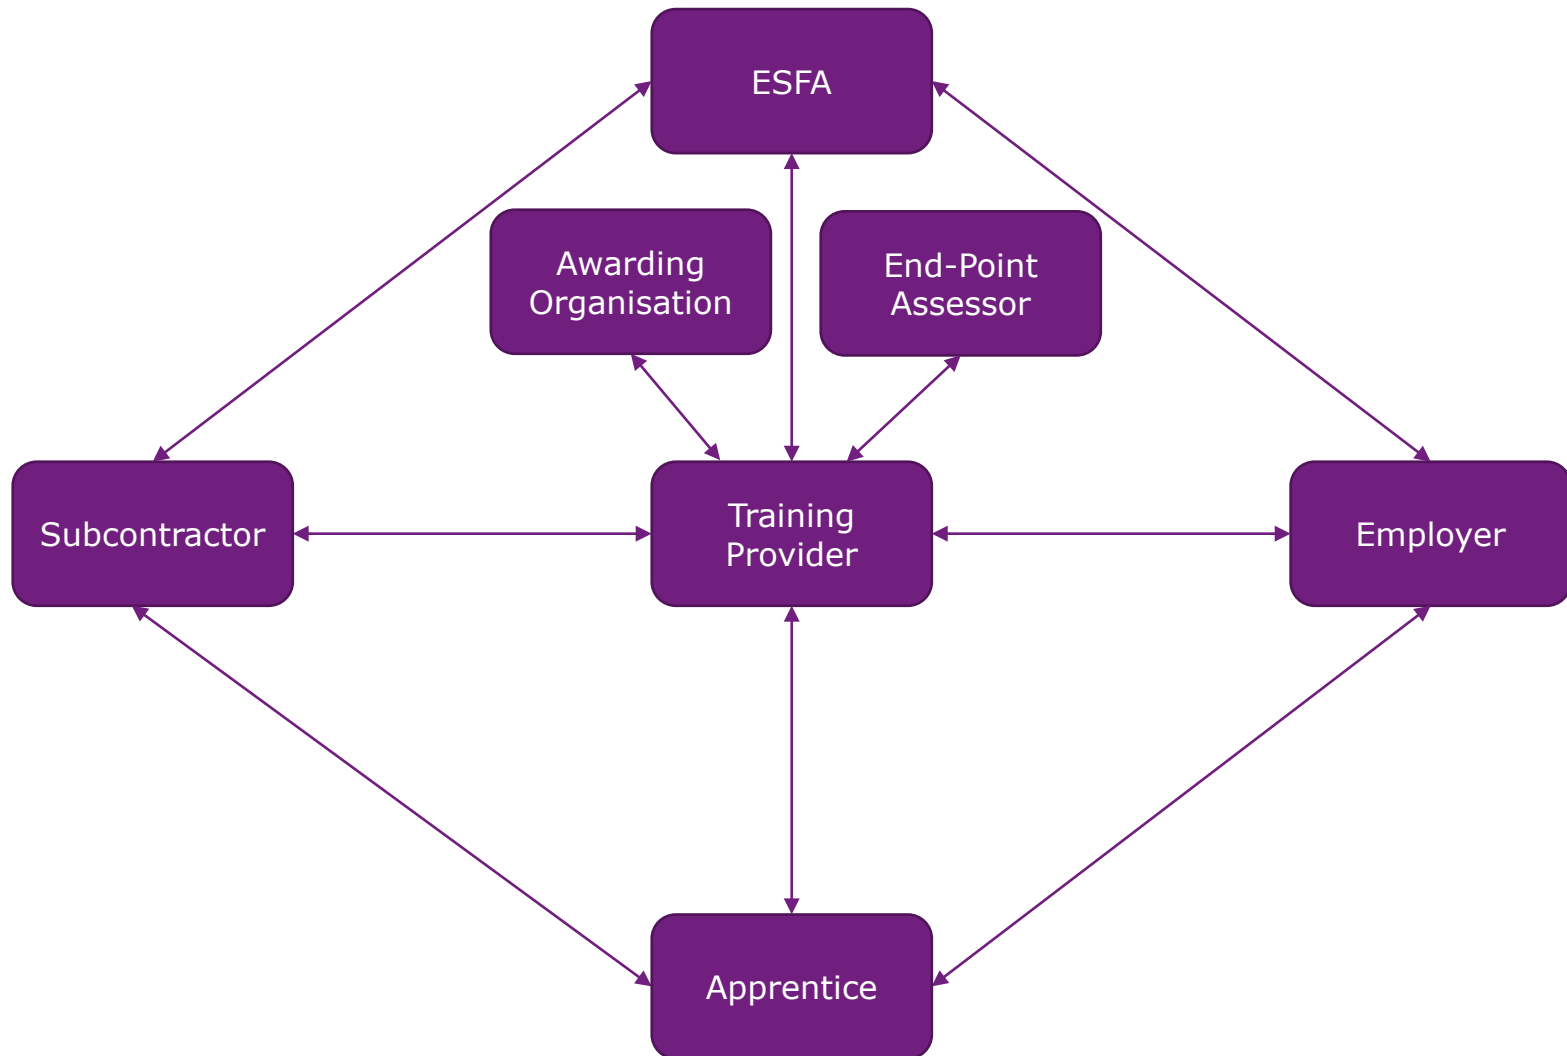 ESFA
Awarding
Organisation
End-Point
Assessor
Subcontractor
Training
Provider
Employer
Apprentice